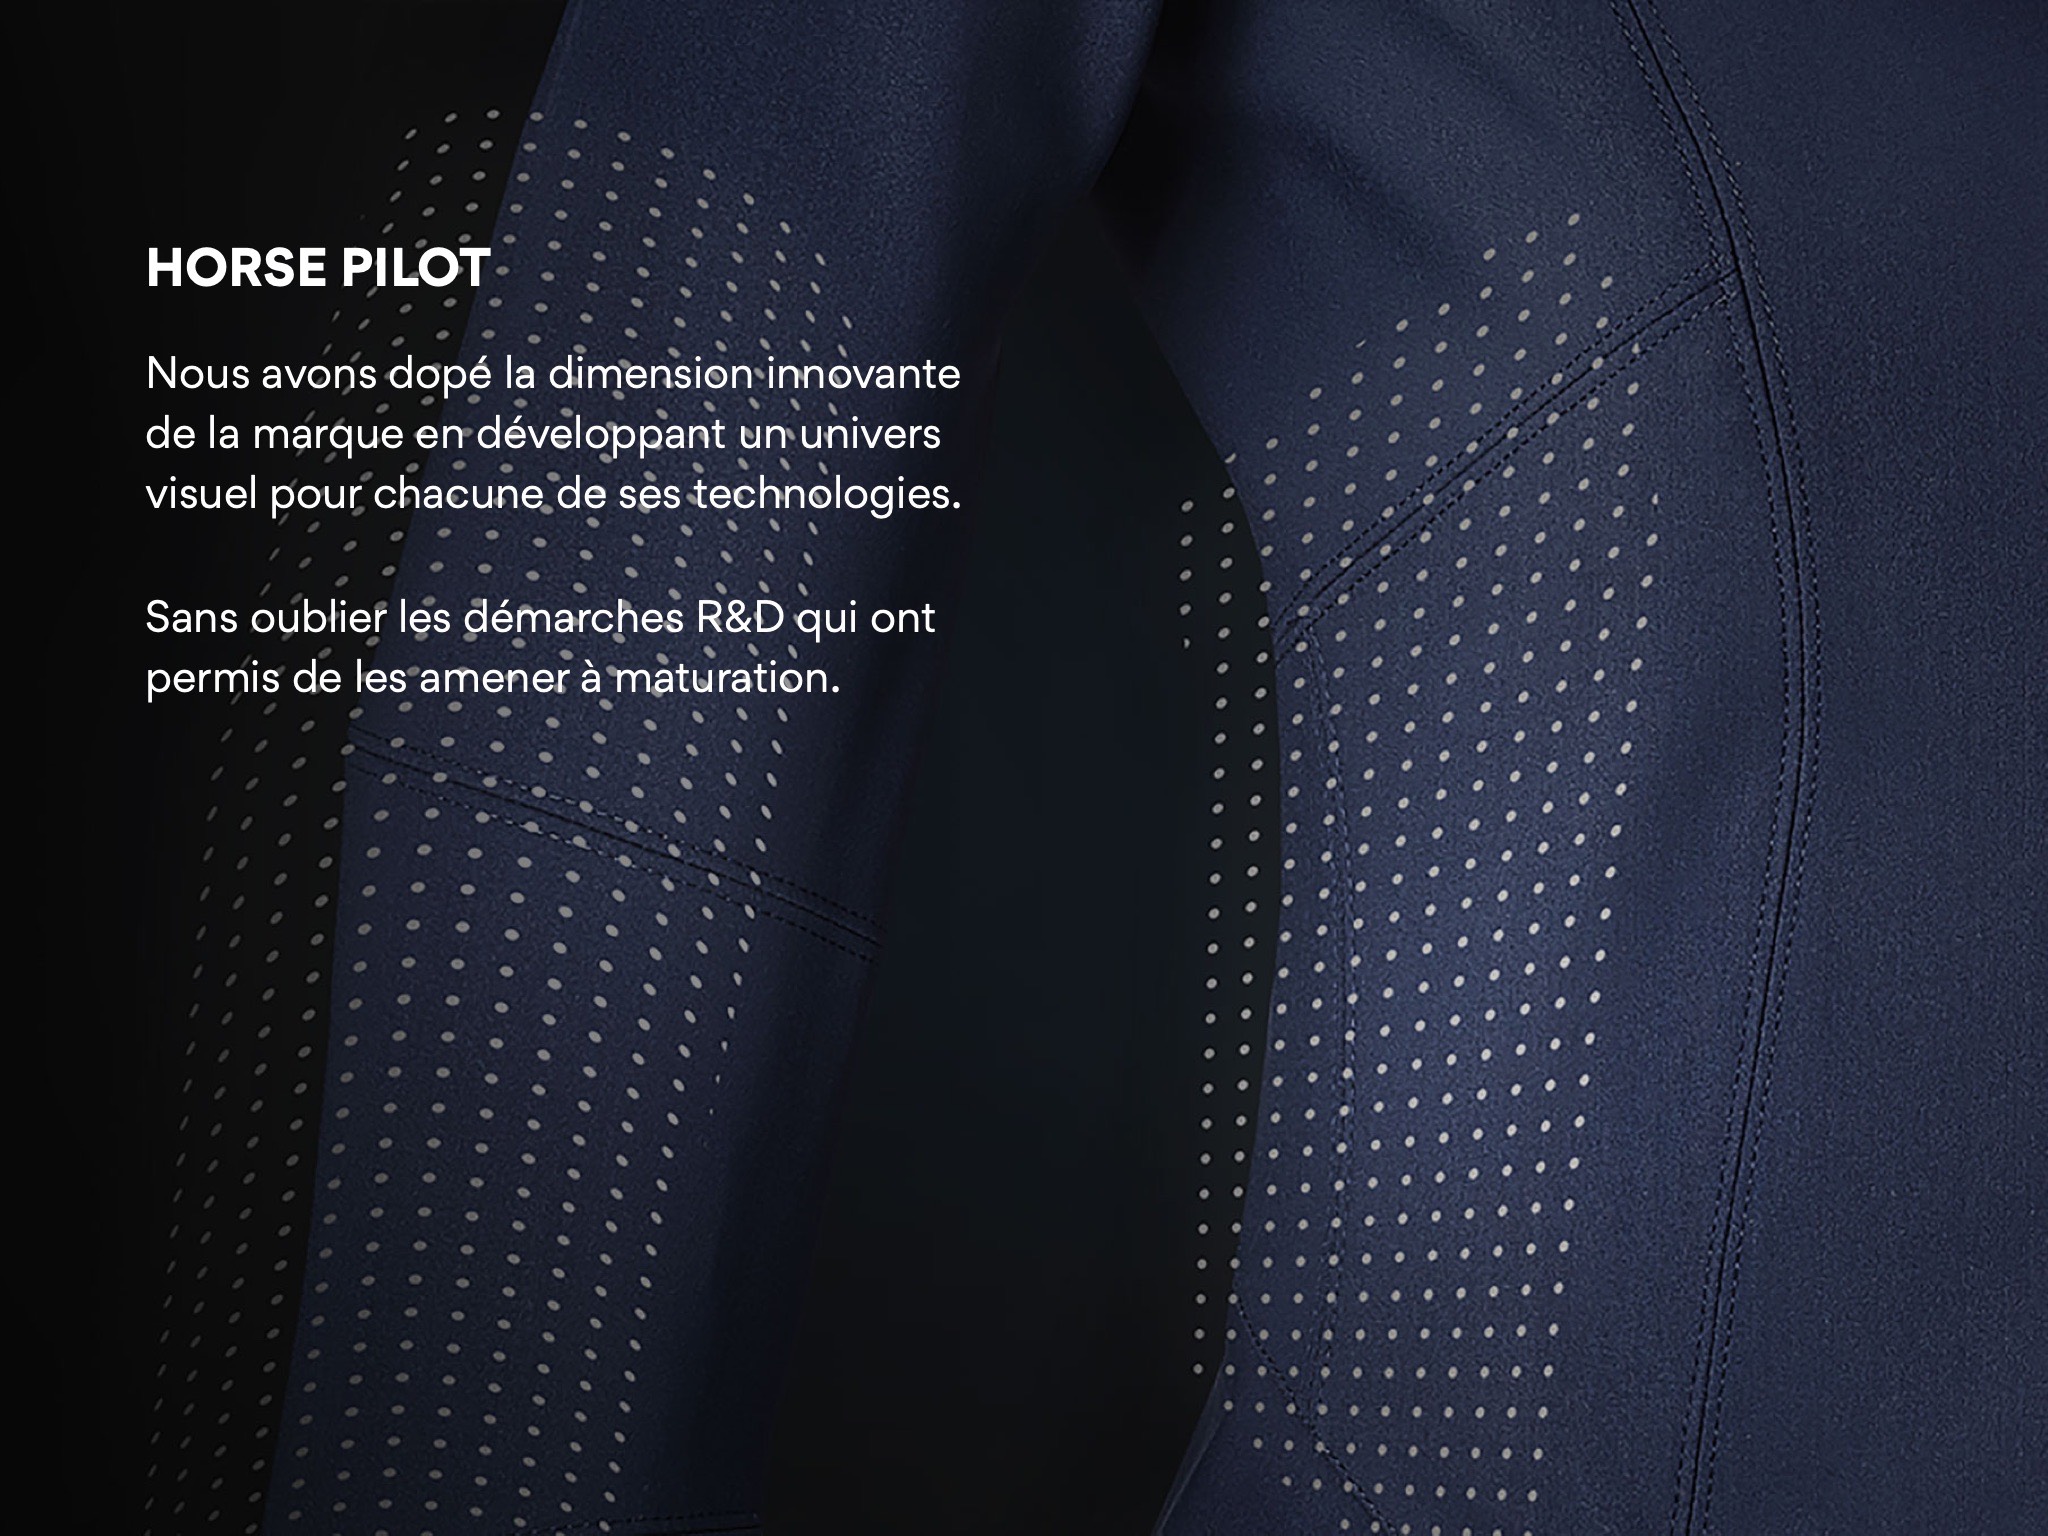 HORSE PILOT
Nous avons dopé la dimension innovante
de la marque en développant un univers
visuel pour chacune de ses technologies.
Sans oublier les démarches R&D qui ont
permis de les amener à maturation.